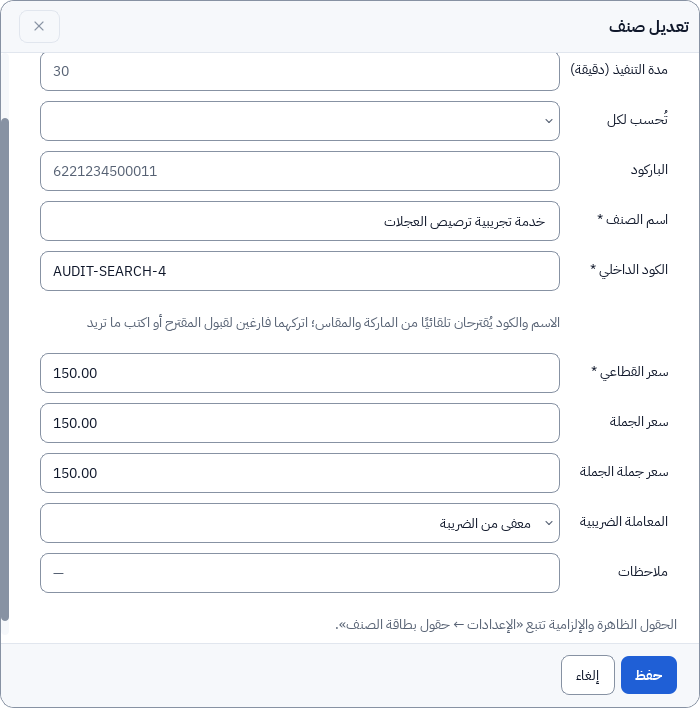 تعديل صنف
مدة التنفيذ (دقيقة) 30
تُحسب لكل
الباركود 6221234500011
اسم الصنف * خدمة تجريبية ترصيص العجلات
الكود الداخلي * AUDIT-SEARCH-4
الاسم والكود يُقترحان تلقائيًا من الماركة والمقاس؛ اتركهما فارغين لقبول المقترح أو اكتب ما تريد
سعر القطاعي * 150.00
سعر الجملة 150.00
سعر جملة الجملة 150.00
المعاملة الضريبية معفى من الضريبة
ملاحظات —
الحقول الظاهرة والإلزامية تتبع «الإعدادات ← حقول بطاقة الصنف».
حفظ إلغاء